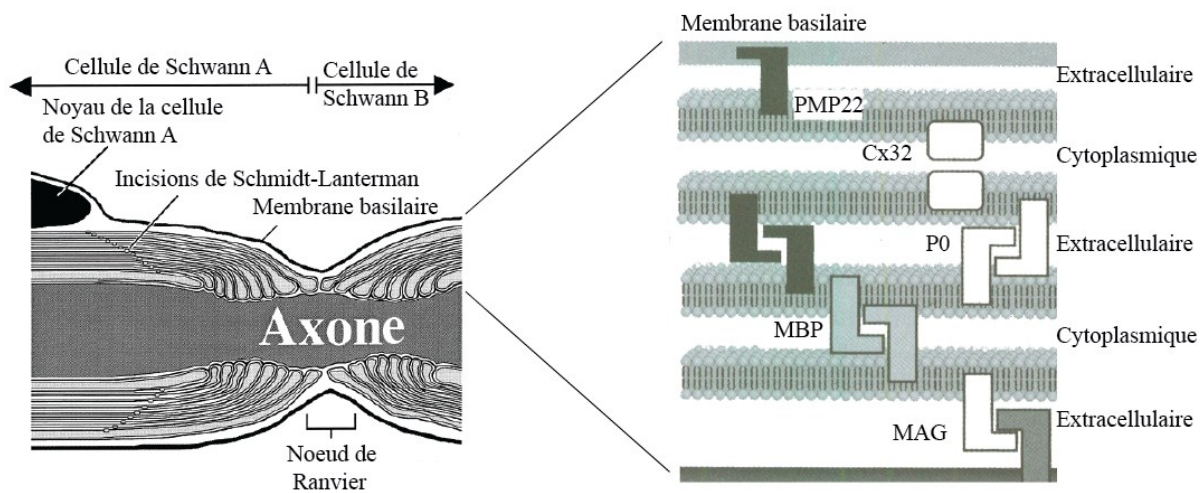 Cellule de Schwann A
Cellule de
Schwann B
Noyau de la cellule
de Schwann A
Incisions de Schmidt-Lanterman
Membrane basilaire
Axone
Noeud de
Ranvier
Membrane basilaire
Extracellulaire
PMP22
Cx32
Cytoplasmique
P0
Extracellulaire
MBP
Cytoplasmique
MAG
Extracellulaire